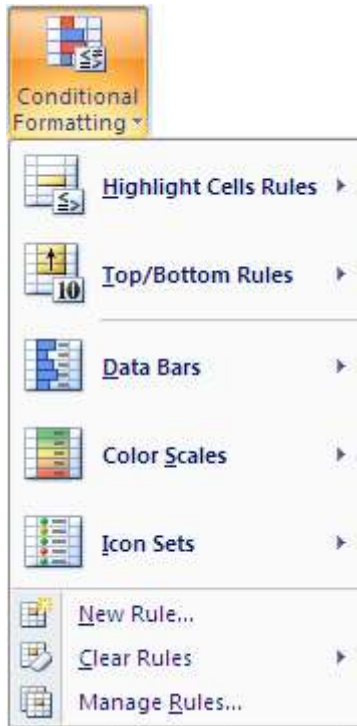 Conditional
Formatting
Highlight Cells Rules
10
Top/Bottom Rules
Data Bars
Color Scales
Icon Sets
New Rule...
Clear Rules
Manage Rules...